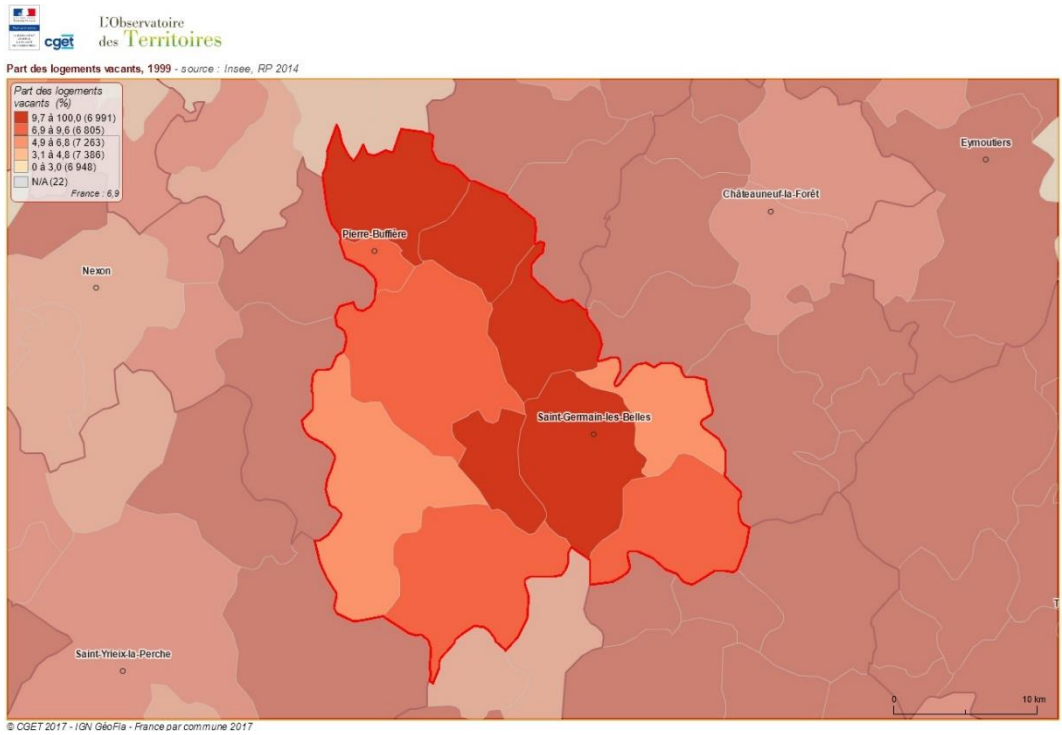 cget
L'Observatoire
des Territoires
Part des logements vacants, 1999 - source : Insee, RP 2014
Part des logements
vacants (%)
9,7 à 100,0 (6 991)
6,9 à 9,6 (6 805)
4,9 à 6,8 (7 263)
3,1 à 4,8 (7 386)
0 à 3,0 (6 948)
N/A (22)
France : 6,9
Eymoutiers
Châteauneuf-la-Forêt
Pierre-Buffière
Nexon
Saint-Germain-les-Belles
T
Saint-Yrieix-la-Perche
0 10 km
© CGET 2017 - IGN GéoFla - France par commune 2017